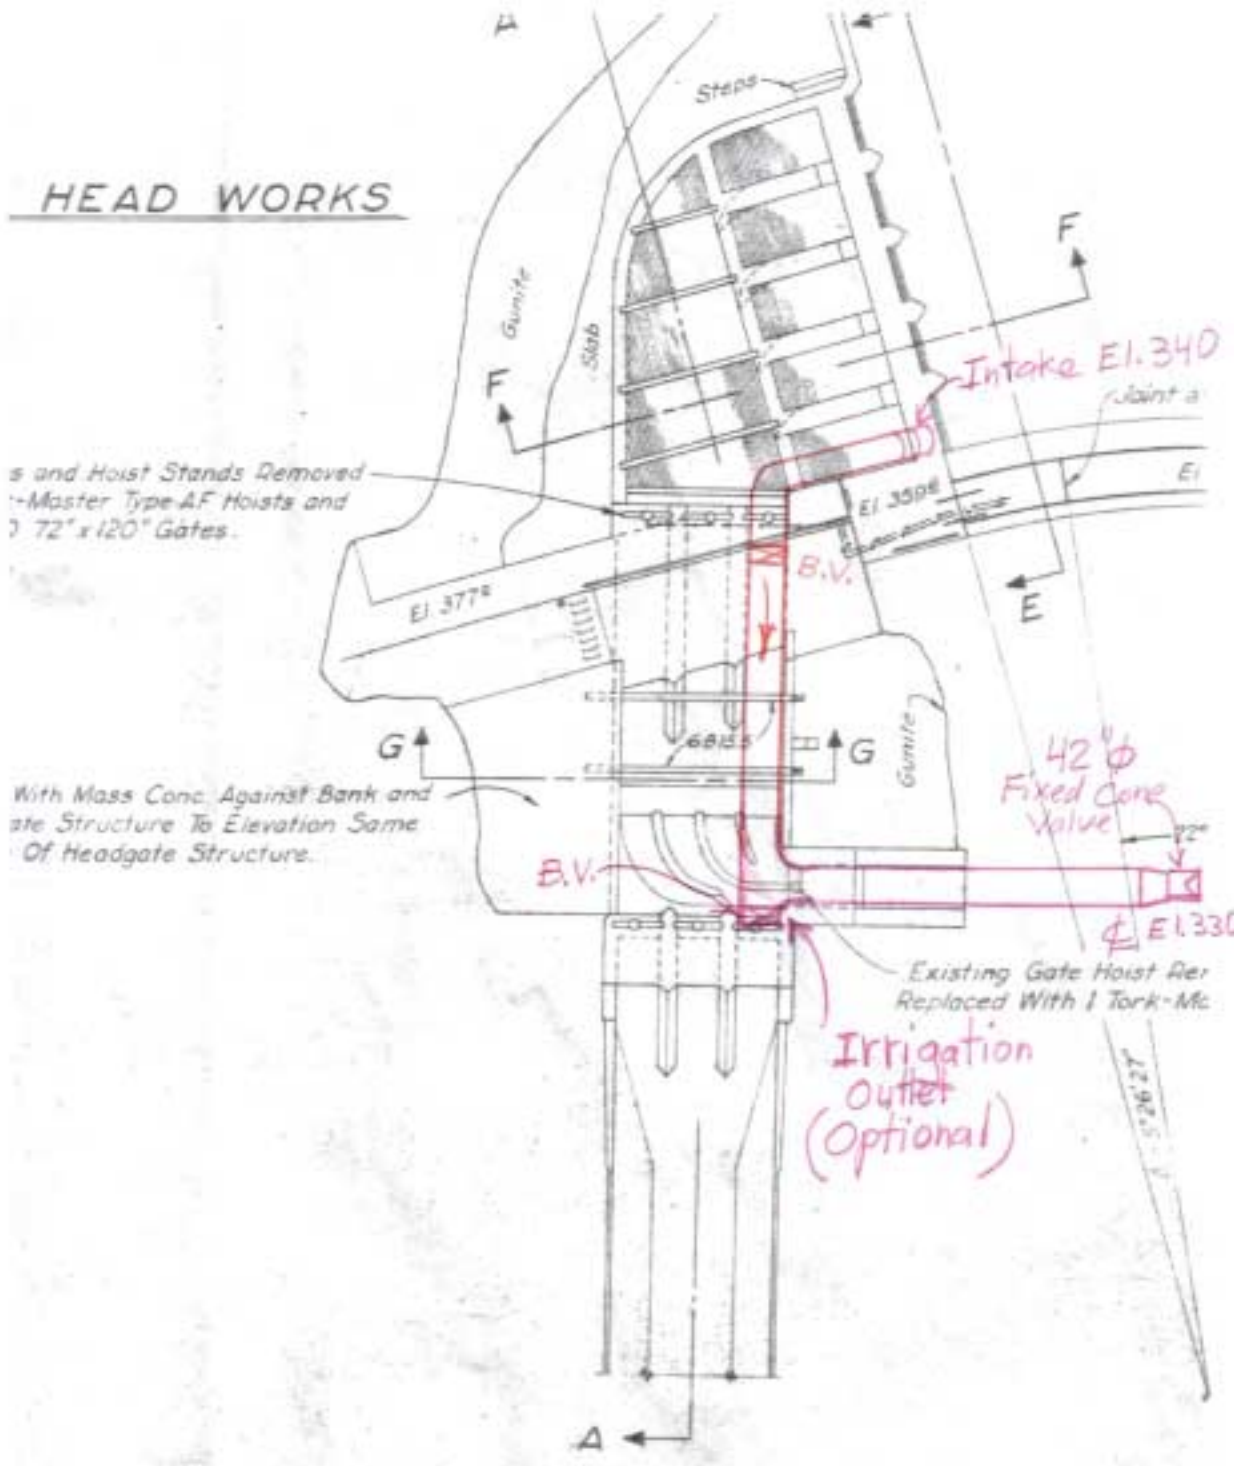 A
Steps
HEAD WORKS
F
Gunite
Slab
F
Intake El. 340
Joint a
s and Hoist Stands Removed
-Master Type AF Hoists and
72" x 120" Gates.
El. 359
El
B.V.
El. 377
E
G
G
Gunite
42"ϕ
Fixed Cone
Valve
With Mass Conc. Against Bank and
ate Structure To Elevation Same
Of Headgate Structure.
B.V.
℄ El. 330
Existing Gate Hoist Rer
Replaced With 1 Tork-Mc
Irrigation
Outlet
(Optional)
5°26'27"
A